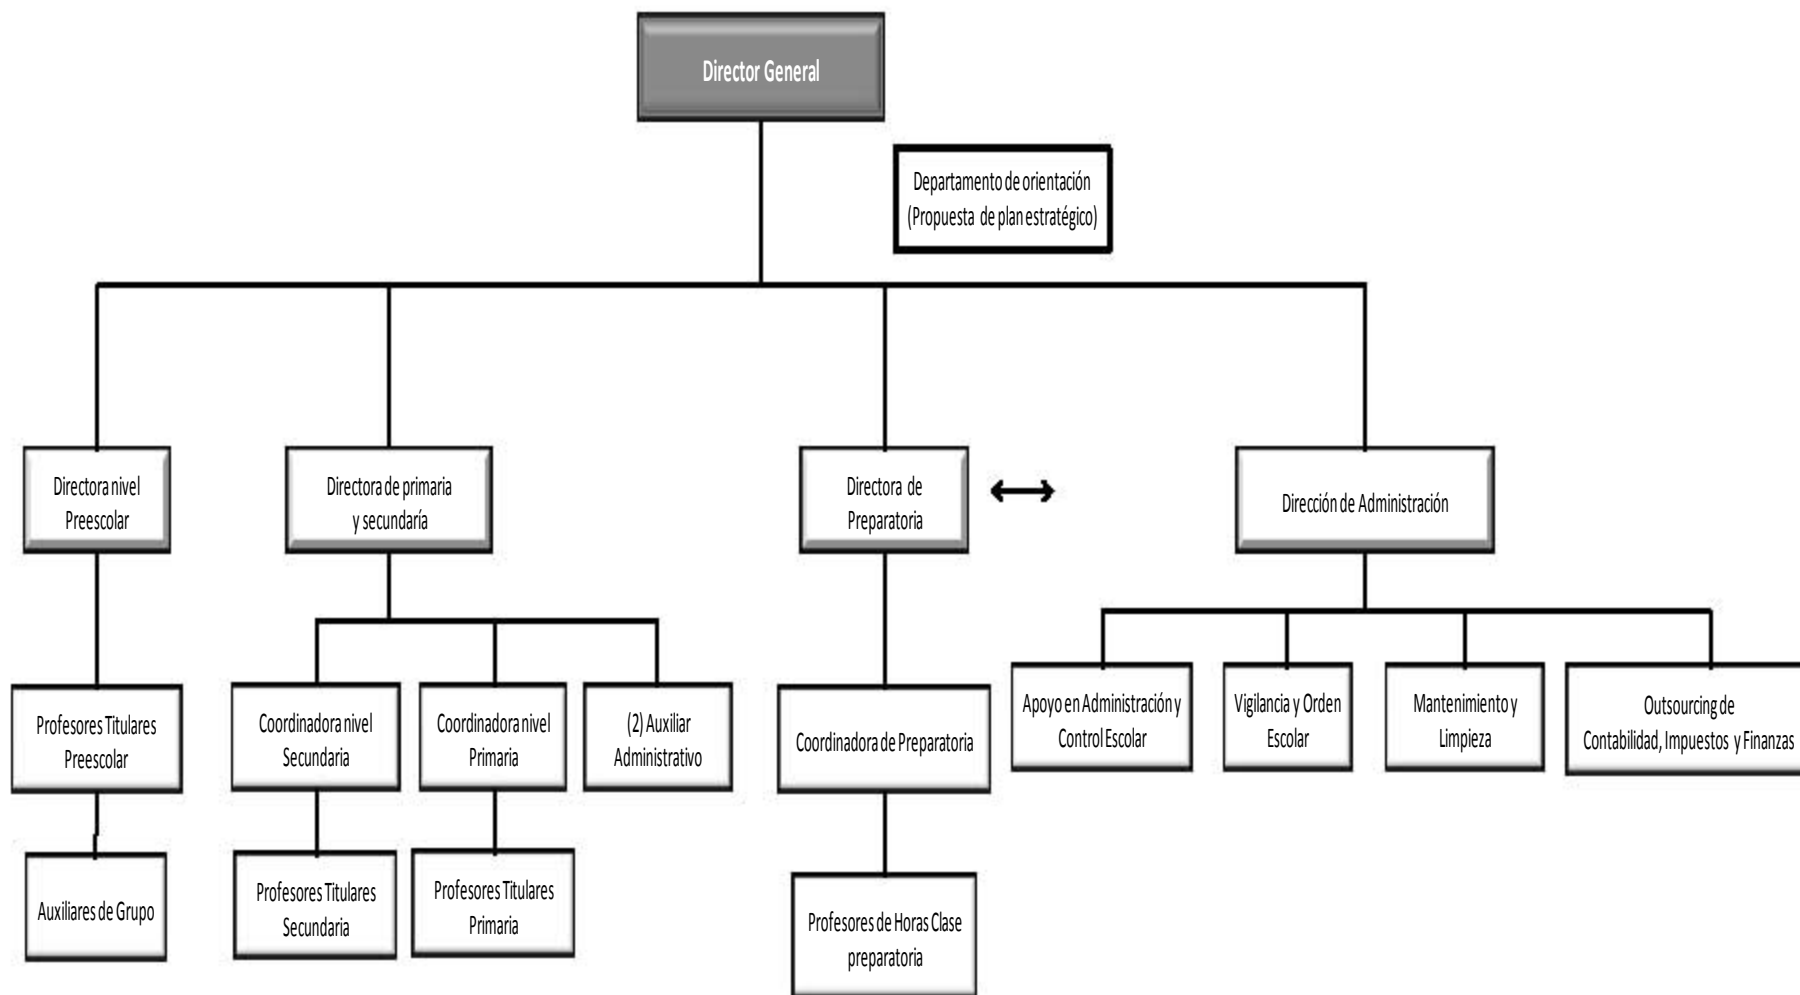 Director General
Departamento de orientación
(Propuesta de plan estratégico)
Directora nivel
Preescolar
Directora de primaria
y secundaría
Directora de
Preparatoria
Dirección de Administración
Profesores Titulares
Preescolar
Coordinadora nivel
Secundaria
Coordinadora nivel
Primaria
(2) Auxiliar
Administrativo
Coordinadora de Preparatoria
Apoyo en Administración y
Control Escolar
Vigilancia y Orden
Escolar
Mantenimiento y
Limpieza
Outsourcing de
Contabilidad, Impuestos y Finanzas
Auxiliares de Grupo
Profesores Titulares
Secundaria
Profesores Titulares
Primaria
Profesores de Horas Clase
preparatoria